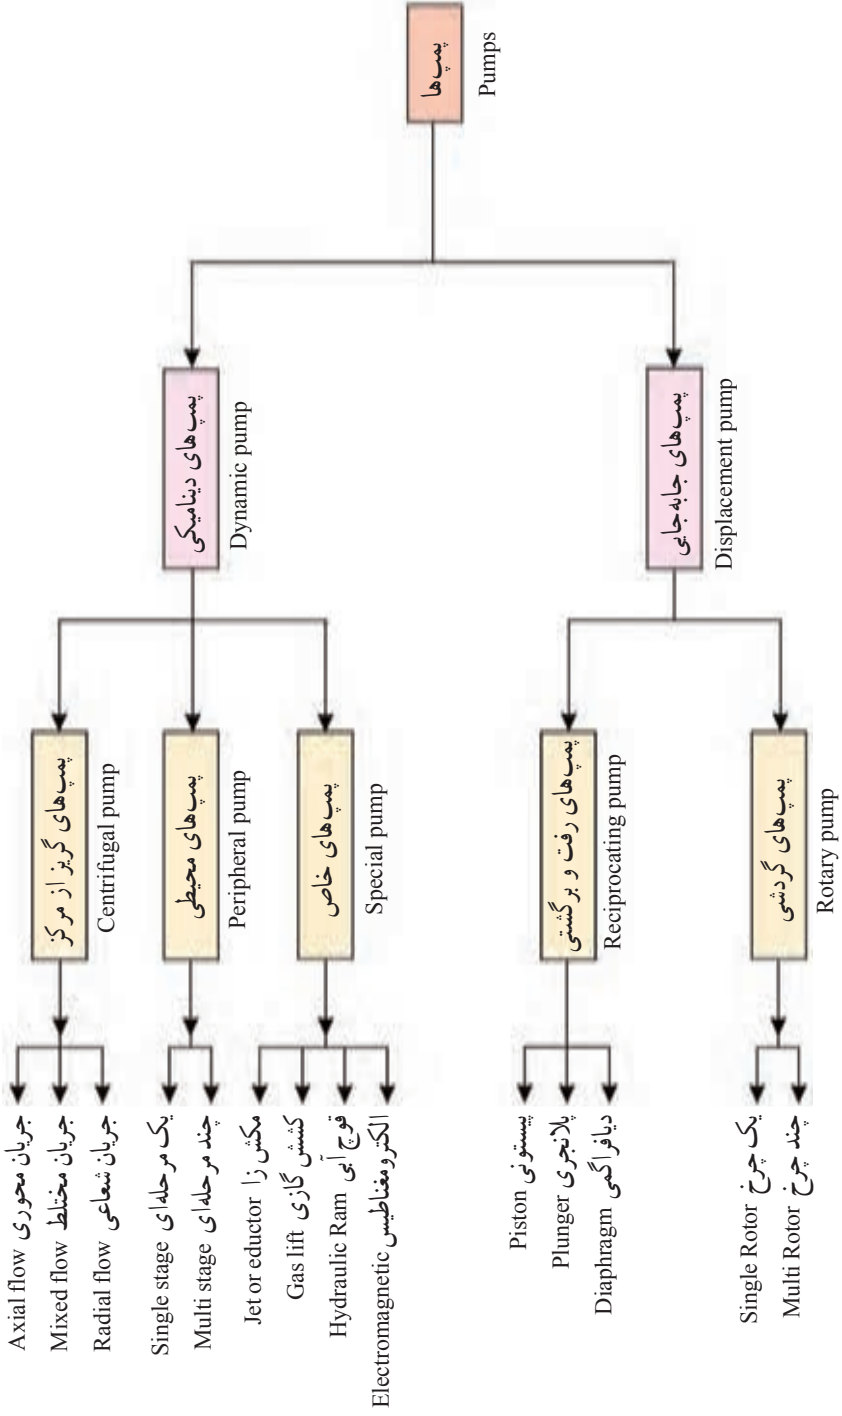 پمپ‌ها
Pumps
پمپ‌های دینامیکی
Dynamic pump
پمپ‌های جابه‌جایی
Displacement pump
پمپ‌های گریز از مرکز
Centrifugal pump
پمپ‌های محیطی
Peripheral pump
پمپ‌های خاص
Special pump
پمپ‌های رفت و برگشتی
Reciprocating pump
پمپ‌های گردشی
Rotary pump
Axial flow جریان محوری
Mixed flow جریان مختلط
Radial flow جریان شعاعی
Single stage یک مرحله‌ای
Multi stage چند مرحله‌ای
Jet or eductor مکش زا
Gas lift کشش گازی
Hydraulic Ram قوچ آبی
Electromagnetic الکترومغناطیس
Piston پیستونی
Plunger پلانجری
Diaphragm دیافراگمی
Single Rotor یک چرخ
Multi Rotor چند چرخ